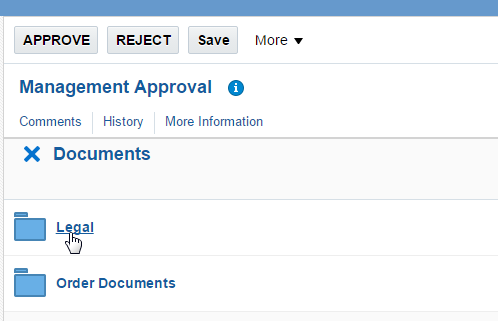 APPROVE REJECT Save More
Management Approval
Comments History More Information
Documents
Legal
Order Documents